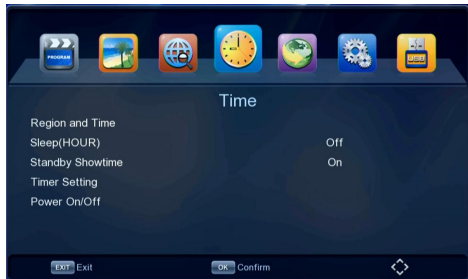 PROGRAM
USB
Time
Region and Time
Sleep(HOUR) Off
Standby Showtime On
Timer Setting
Power On/Off
EXIT Exit OK Confirm